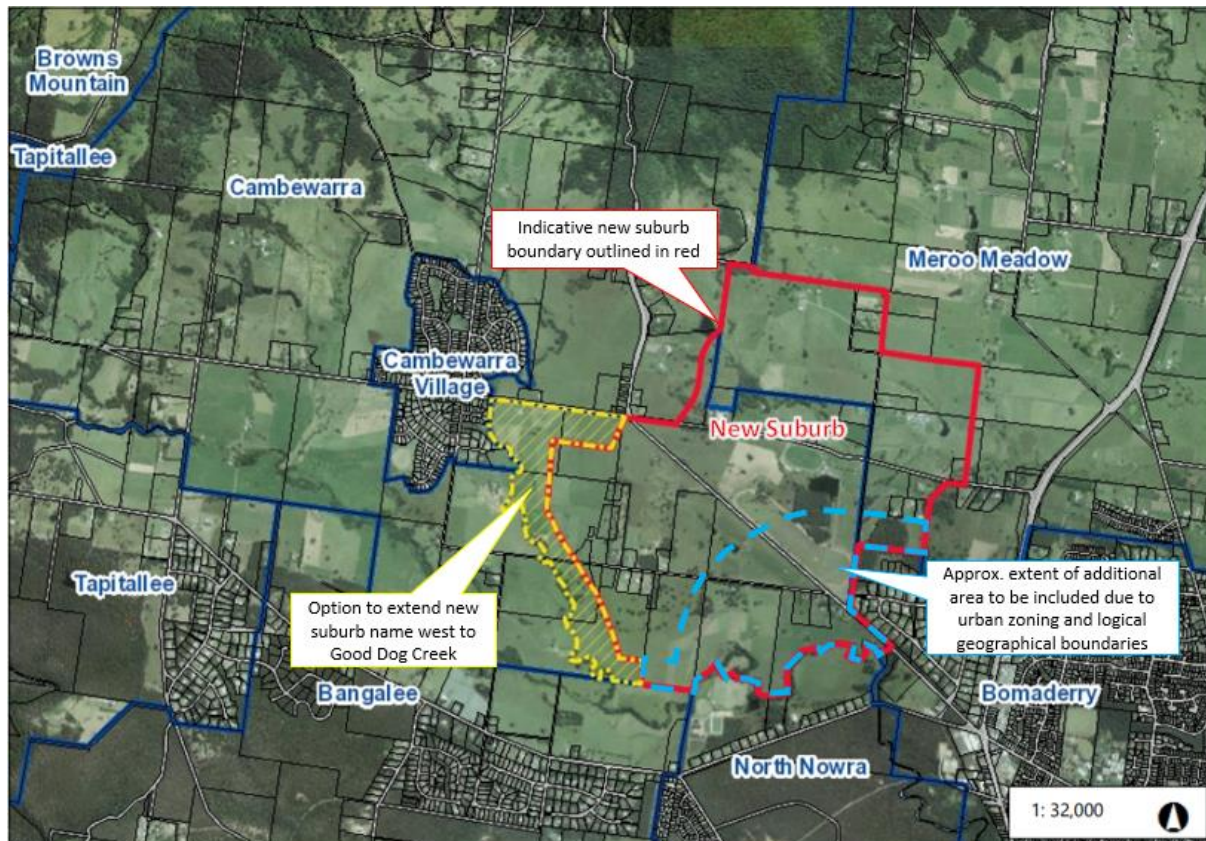 Browns
Mountain
Tapitallee
Cambewarra
Indicative new suburb
boundary outlined in red
Meroo Meadow
Cambewarra
Village
New Suburb
Tapitallee
Option to extend new
suburb name west to
Good Dog Creek
Approx. extent of additional
area to be included due to
urban zoning and logical
geographical boundaries
Bangalee
Bomaderry
North Nowra
1: 32,000